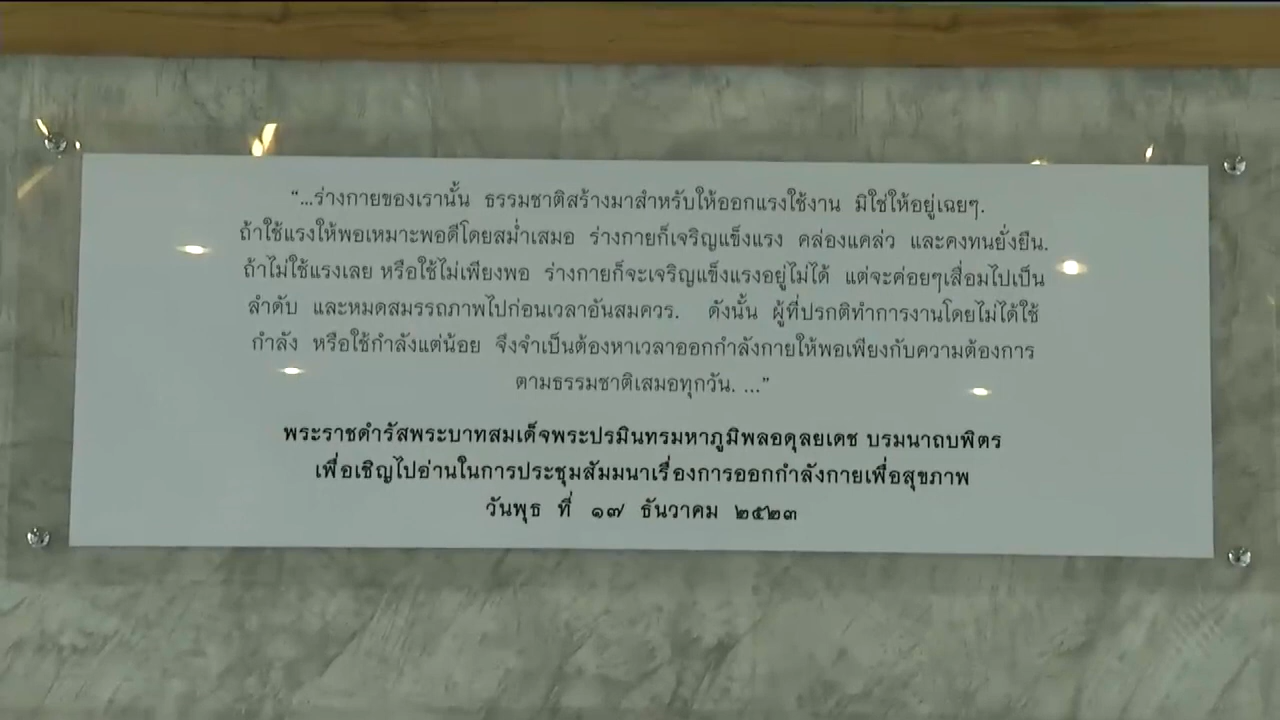 “...ร่างกายของเรานั้น ธรรมชาติสร้างมาสำหรับให้ออกแรงใช้งาน มิใช่ให้อยู่เฉยๆ.
ถ้าใช้แรงให้พอเหมาะพอดีโดยสม่ำเสมอ ร่างกายก็เจริญแข็งแรง คล่องแคล่ว และคงทนยั่งยืน.
ถ้าไม่ใช้แรงเลย หรือใช้ไม่เพียงพอ ร่างกายก็จะเจริญแข็งแรงอยู่ไม่ได้ แต่จะค่อยๆเสื่อมไปเป็น
ลำดับ และหมดสมรรถภาพไปก่อนเวลาอันสมควร. ดังนั้น ผู้ที่ปรกติทำการงานโดยไม่ได้ใช้
กำลัง หรือใช้กำลังแต่น้อย จึงจำเป็นต้องหาเวลาออกกำลังกายให้พอเพียงกับความต้องการ
ตามธรรมชาติเสมอทุกวัน. ...”
พระราชดำรัสพระบาทสมเด็จพระปรมินทรมหาภูมิพลอดุลยเดช บรมนาถบพิตร
เพื่อเชิญไปอ่านในการประชุมสัมมนาเรื่องการออกกำลังกายเพื่อสุขภาพ
วันพุธ ที่ ๑๗ ธันวาคม ๒๕๒๓